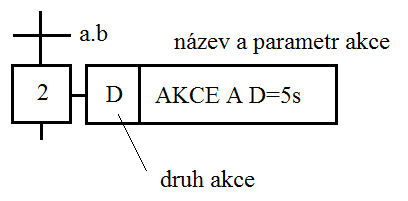 a.b
název a parametr akce
2
D
AKCE A D=5s
druh akce